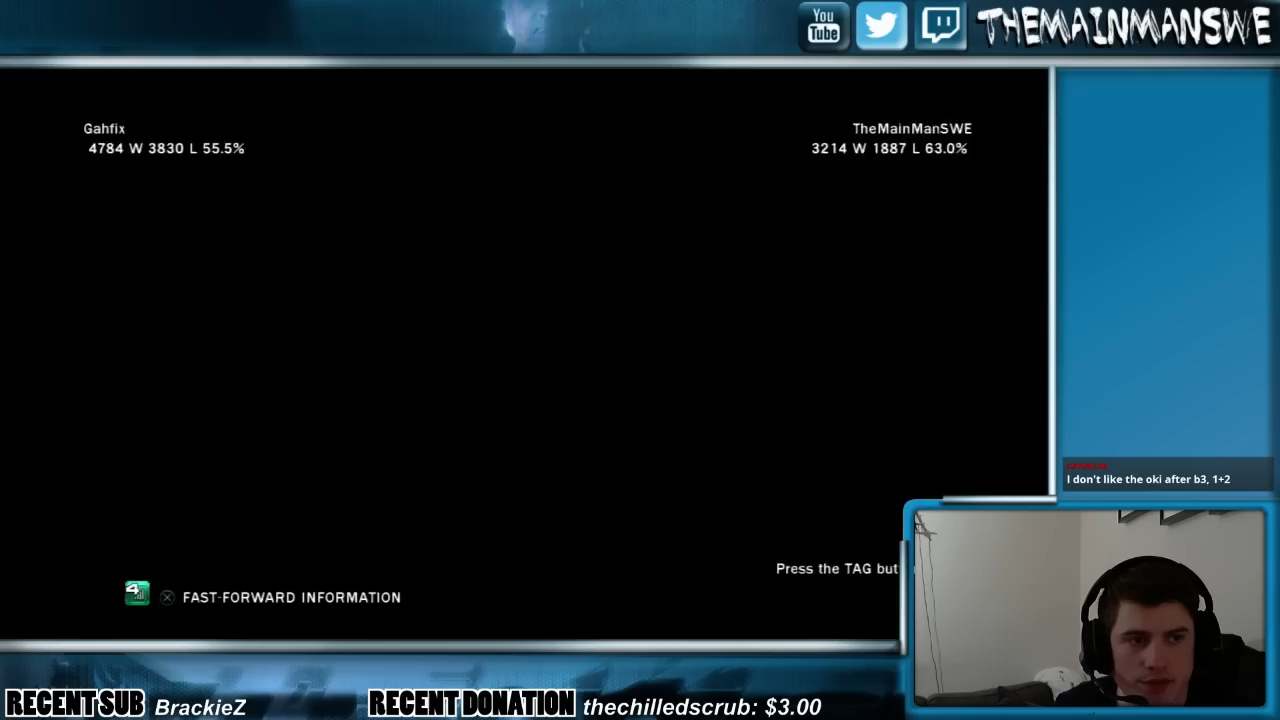 You
Tube
THEMAINMANSWE
Gahfix
4784 W 3830 L 55.5%
TheMainManSWE
3214 W 1887 L 63.0%
I don't like the oki after b3, 1+2
Press the TAG but
4
FAST-FORWARD INFORMATION
RECENT SUB BrackieZ
RECENT DONATION thechilledscrub: $3.00